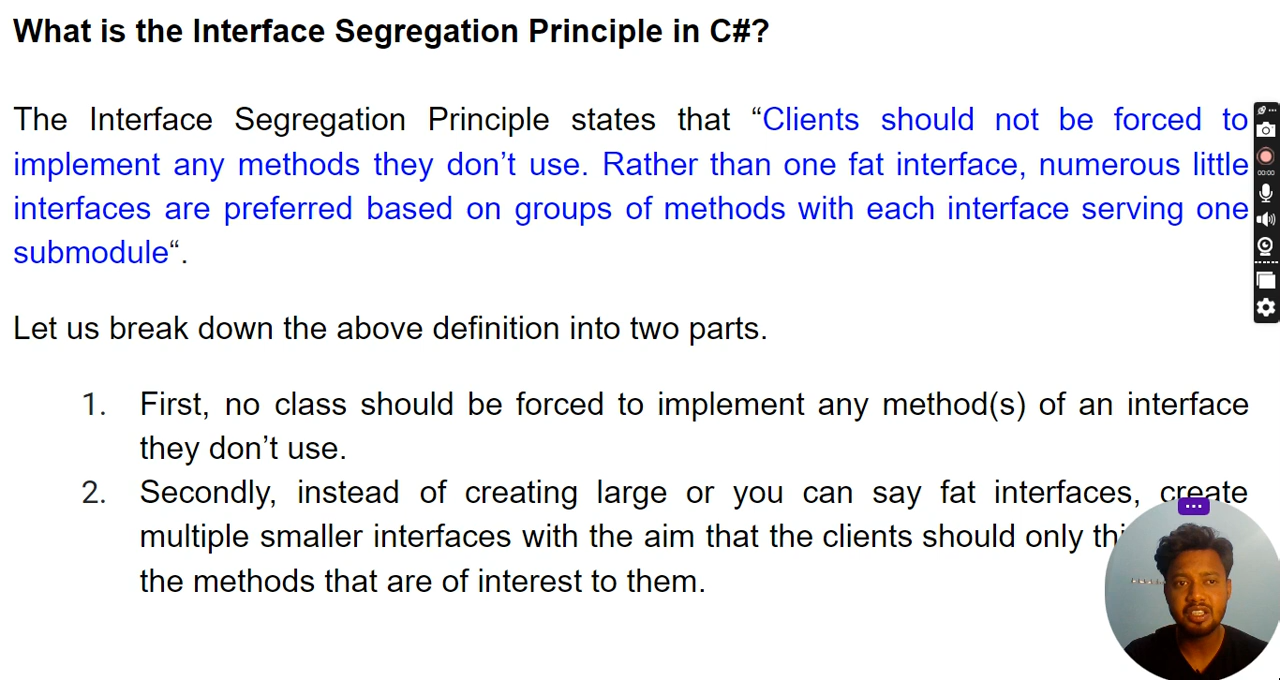 What is the Interface Segregation Principle in C#?
The Interface Segregation Principle states that “Clients should not be forced to
implement any methods they don’t use. Rather than one fat interface, numerous little
interfaces are preferred based on groups of methods with each interface serving one
submodule“.
Let us break down the above definition into two parts.
1. First, no class should be forced to implement any method(s) of an interface
they don’t use.
2. Secondly, instead of creating large or you can say fat interfaces, create
multiple smaller interfaces with the aim that the clients should only
the methods that are of interest to them.
00:00